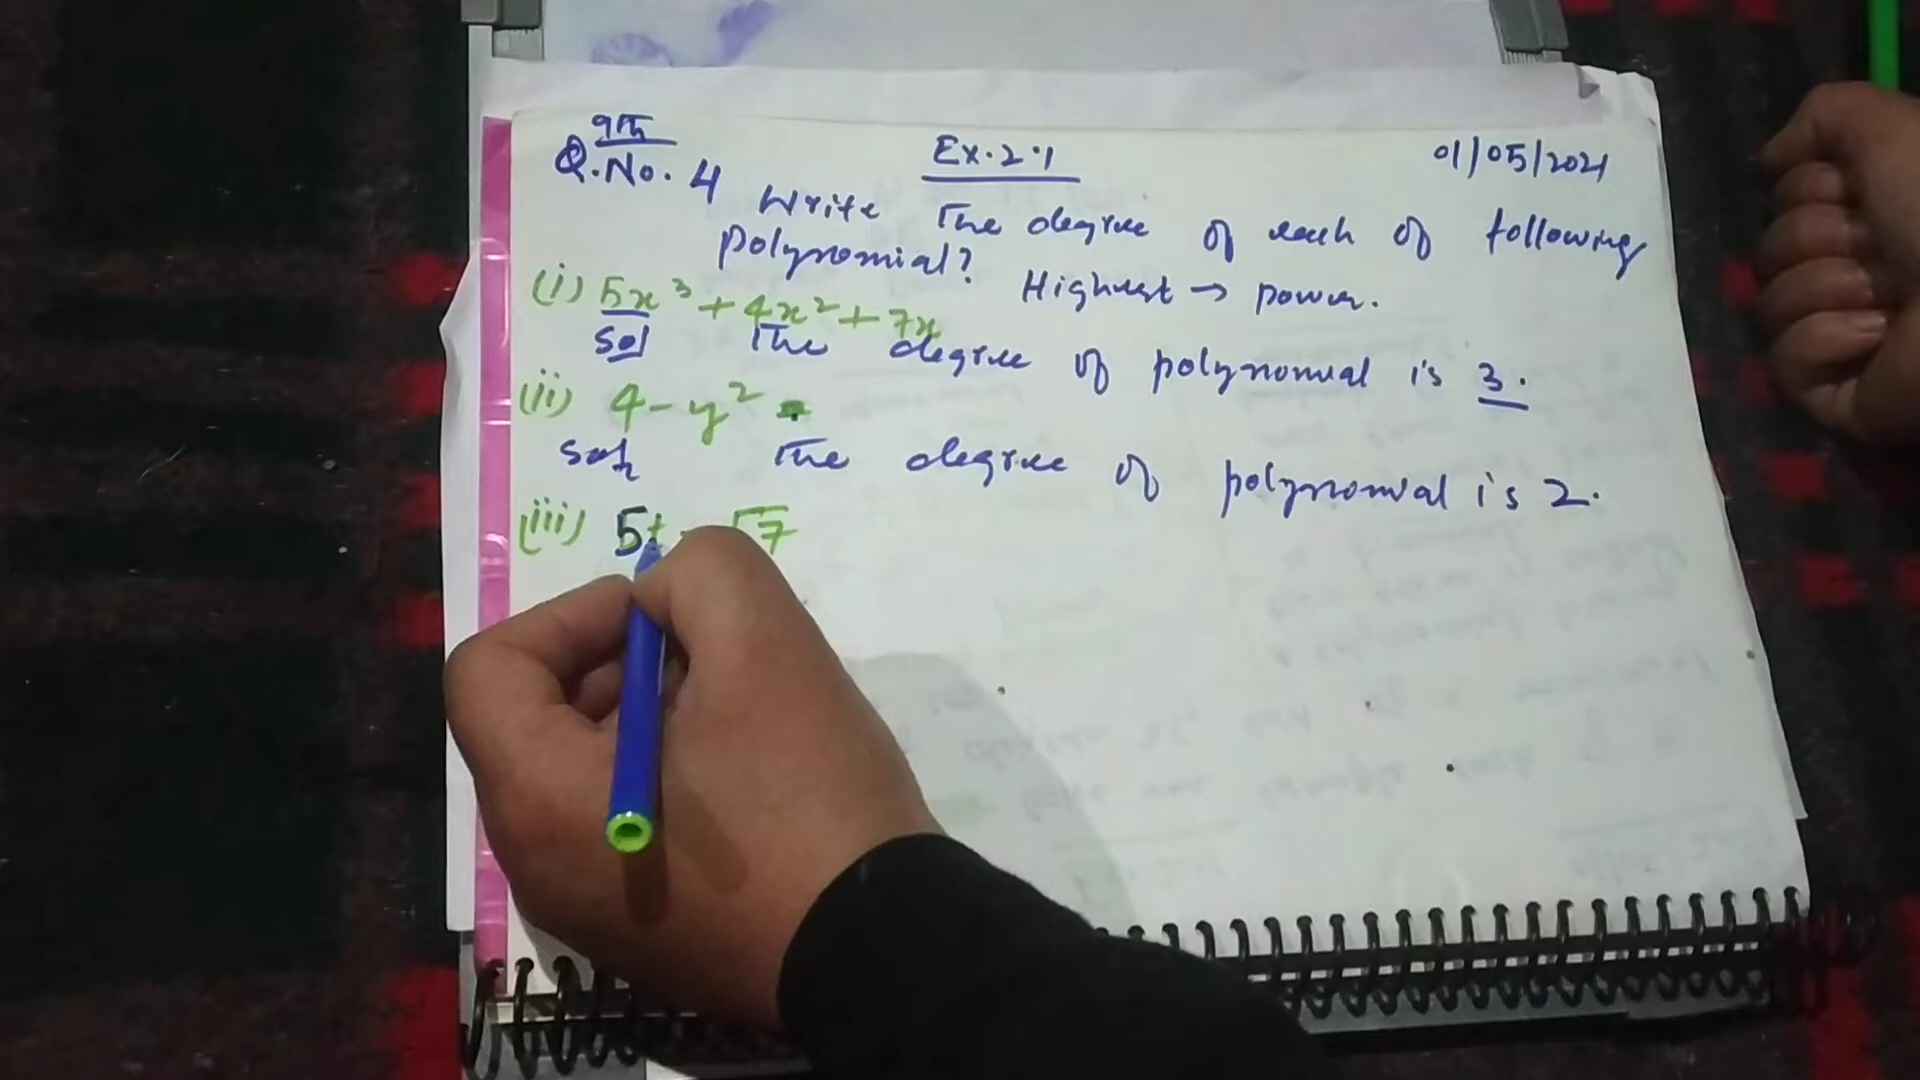 9th
Ex.2.1
01/05/2021
Q.No. 4 Write The degree of each of following
polynomial? Highest → power.
(i) 5x³ + 4x² + 7x
Sol The degree of polynomial is 3.
(ii) 4 - y²
Sol The degree of polynomial is 2.
(iii) 5t - √7